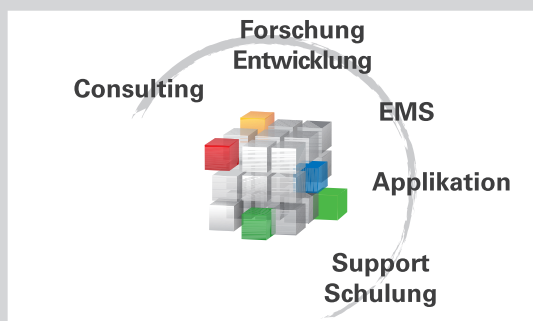 Consulting
Forschung
Entwicklung
EMS
Applikation
Support
Schulung